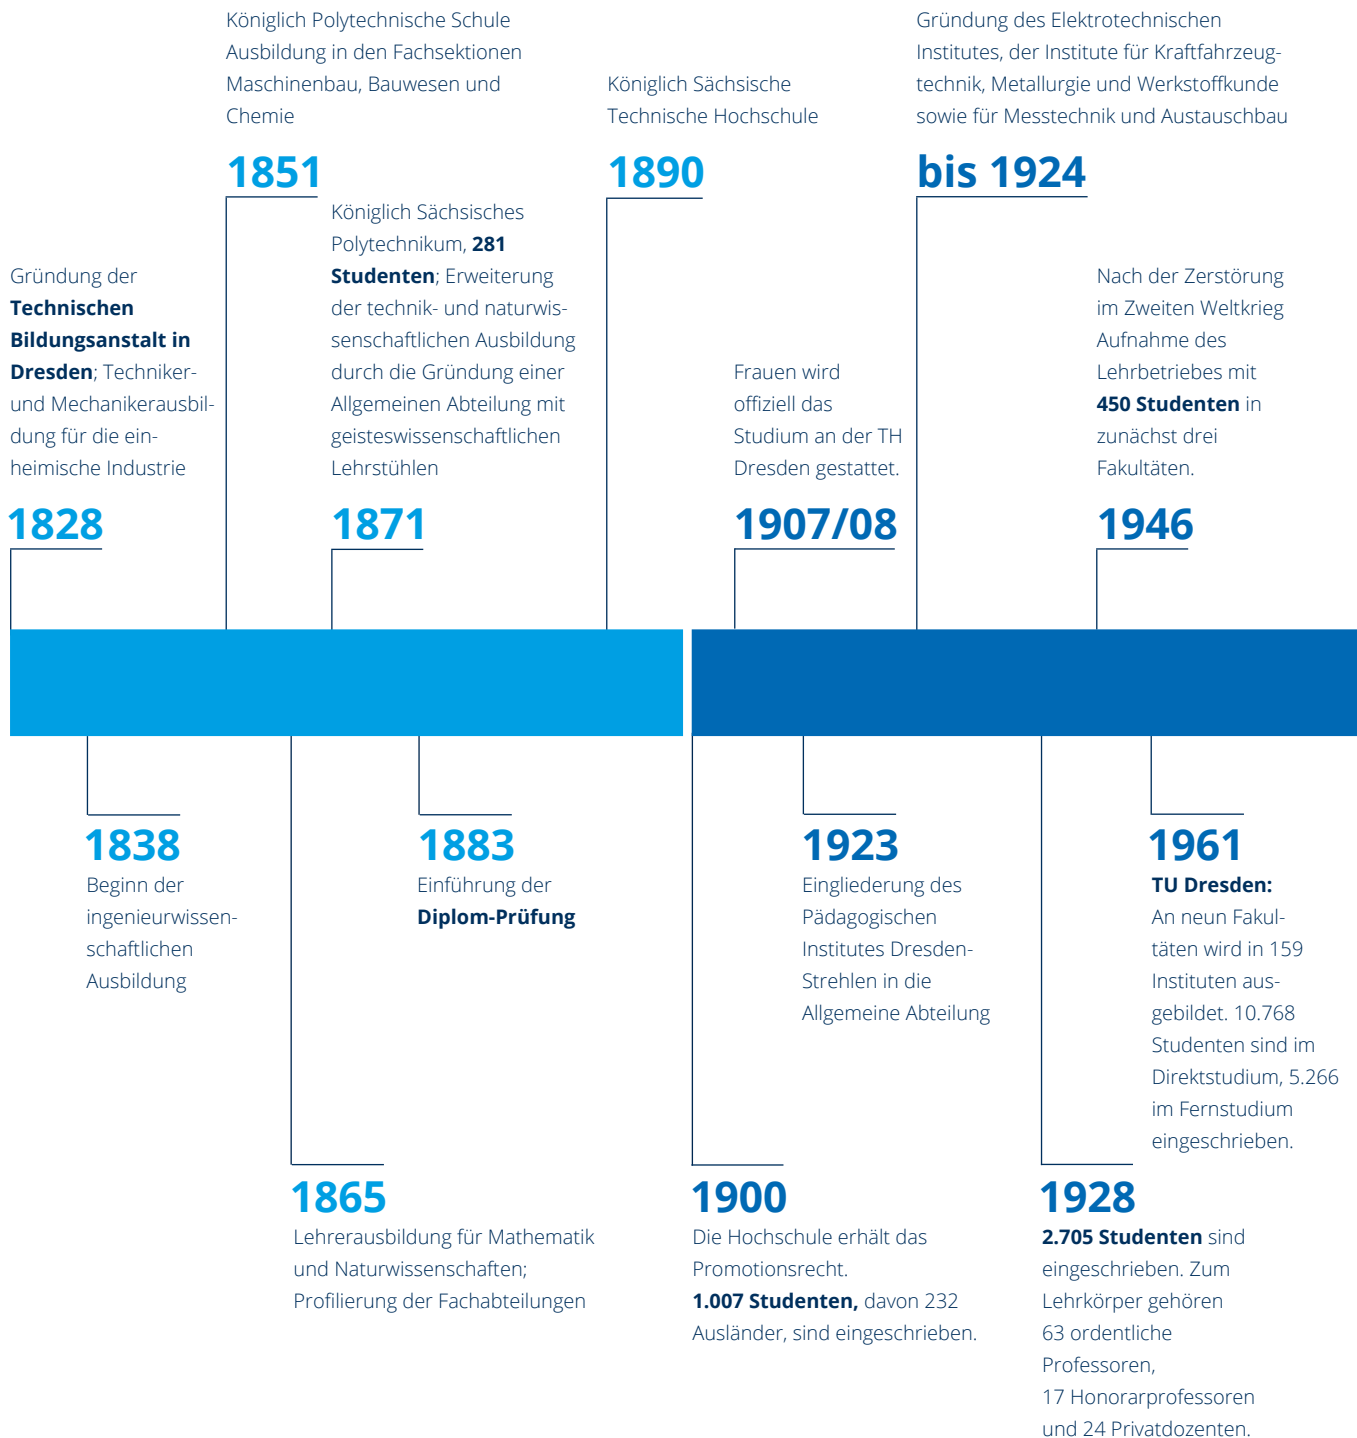 Königlich Polytechnische Schule
Ausbildung in den Fachsektionen
Maschinenbau, Bauwesen und
Chemie
1851
Königlich Sächsische
Technische Hochschule
1890
Gründung des Elektrotechnischen
Institutes, der Institute für Kraftfahrzeug-
technik, Metallurgie und Werkstoffkunde
sowie für Messtechnik und Austauschbau
bis 1924
Gründung der
Technischen
Bildungsanstalt in
Dresden; Techniker-
und Mechanikerausbil-
dung für die ein-
heimische Industrie
1828
Königlich Sächsisches
Polytechnikum, 281
Studenten; Erweiterung
der technik- und naturwis-
senschaftlichen Ausbildung
durch die Gründung einer
Allgemeinen Abteilung mit
geisteswissenschaftlichen
Lehrstühlen
1871
Frauen wird
offiziell das
Studium an der TH
Dresden gestattet.
1907/08
Nach der Zerstörung
im Zweiten Weltkrieg
Aufnahme des
Lehrbetriebes mit
450 Studenten in
zunächst drei
Fakultäten.
1946
1838
Beginn der
ingenieurwissen-
schaftlichen
Ausbildung
1883
Einführung der
Diplom-Prüfung
1923
Eingliederung des
Pädagogischen
Institutes Dresden-
Strehlen in die
Allgemeine Abteilung
1961
TU Dresden:
An neun Fakul-
täten wird in 159
Instituten aus-
gebildet. 10.768
Studenten sind im
Direktstudium, 5.266
im Fernstudium
eingeschrieben.
1865
Lehrerausbildung für Mathematik
und Naturwissenschaften;
Profilierung der Fachabteilungen
1900
Die Hochschule erhält das
Promotionsrecht.
1.007 Studenten, davon 232
Ausländer, sind eingeschrieben.
1928
2.705 Studenten sind
eingeschrieben. Zum
Lehrkörper gehören
63 ordentliche
Professoren,
17 Honorarprofessoren
und 24 Privatdozenten.